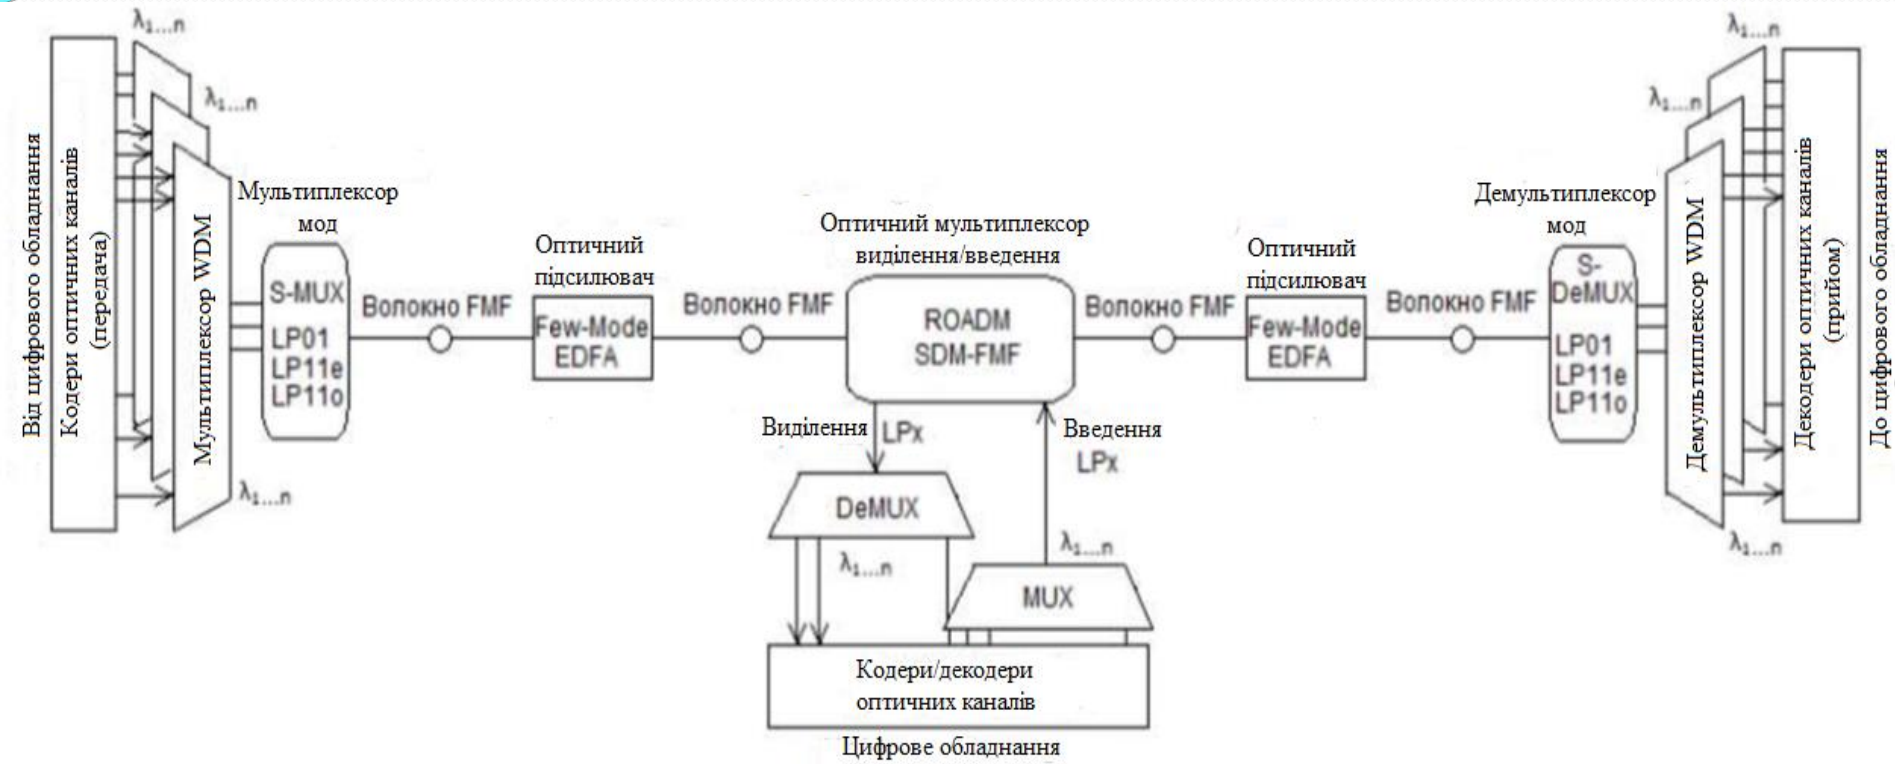 λ₁...n
λ₁...n
Від цифрового обладнання
Кодери оптичних каналів
(передача)
Мультиплексор WDM
λ₁...n
Мультиплексор
мод
S-MUX
LP01
LP11e
LP11o
Волокно FMF
Оптичний
підсилювач
Few-Mode
EDFA
Волокно FMF
Оптичний мультиплексор
виділення/введення
ROADM
SDM-FMF
Виділення
LPx
Введення
LPx
DeMUX
λ₁...n
λ₁...n
MUX
Кодери/декодери
оптичних каналів
Цифрове обладнання
Волокно FMF
Оптичний
підсилювач
Few-Mode
EDFA
Волокно FMF
Демультиплексор
мод
S-
DeMUX
LP01
LP11e
LP11o
λ₁...n
λ₁...n
Демультиплексор WDM
λ₁...n
Декодери оптичних каналів
(прийом)
До цифрового обладнання